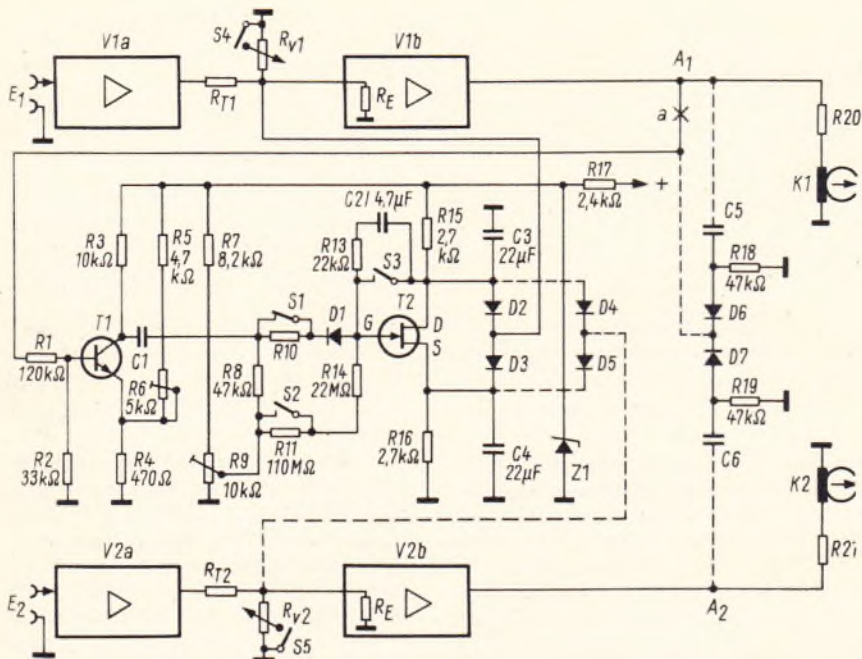 V1a
S4
Rv1
V1b
A1
E1
RT1
RE
a
R20
R17
2,4kΩ
+
K1
C2/4,7µF
C5
R3
10kΩ
R5
4,7
kΩ
R7
8,2kΩ
R13
22kΩ
R15
2,7
kΩ
C3
22µF
R18
47kΩ
S3
S1
D1
T2
D2
D4
D6
T1
G
D
S
R1
120kΩ
C1
R10
D3
D5
D7
R6
5kΩ
R8
47kΩ
S2
R14
22MΩ
R19
47kΩ
R2
33kΩ
R4
470Ω
R9
10kΩ
R11
110MΩ
R16
2,7kΩ
C4
22µF
Z1
C6
K2
V2a
RT2
V2b
R21
E2
Rv2
S5
RE
A2